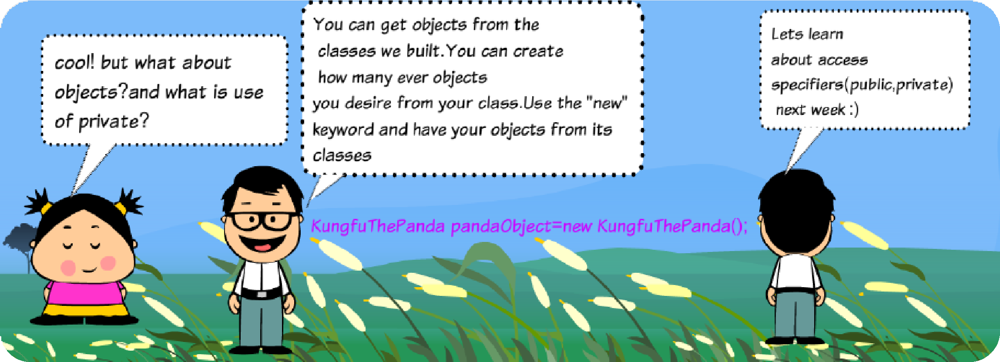 cool! but what about
objects?and what is use
of private?
You can get objects from the
classes we built.You can create
how many ever objects
you desire from your class.Use the "new"
keyword and have your objects from its
classes
KungfuThePanda pandaObject=new KungfuThePanda();
Lets learn
about access
specifiers(public,private)
next week :)